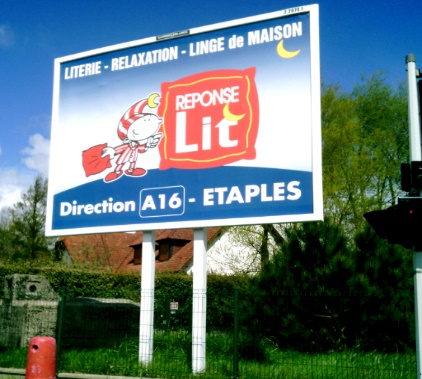 LITERIE - RELAXATION - LINGE de MAISON
REPONSE
Lit
Direction A16 - ETAPLES